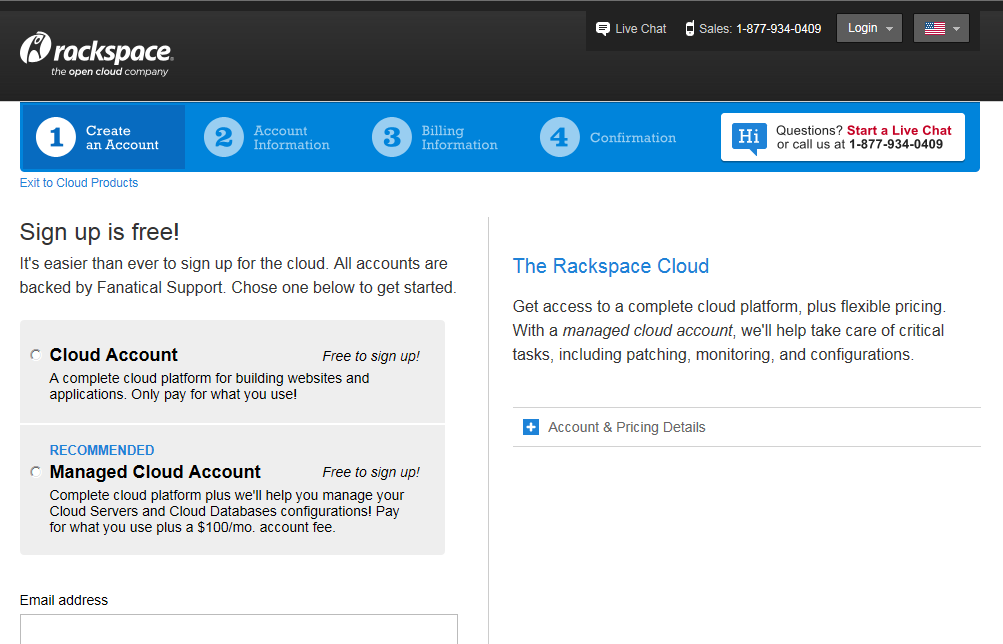 Live Chat
Sales: 1-877-934-0409
Login
rackspace.
the open cloud company
1
Create
an Account
2
Account
Information
3
Billing
Information
4
Confirmation
Hi
Questions? Start a Live Chat
or call us at 1-877-934-0409
Exit to Cloud Products
Sign up is free!
It's easier than ever to sign up for the cloud. All accounts are
backed by Fanatical Support. Chose one below to get started.
Cloud Account
Free to sign up!
A complete cloud platform for building websites and
applications. Only pay for what you use!
RECOMMENDED
Managed Cloud Account
Free to sign up!
Complete cloud platform plus we'll help you manage your
Cloud Servers and Cloud Databases configurations! Pay
for what you use plus a $100/mo. account fee.
Email address
The Rackspace Cloud
Get access to a complete cloud platform, plus flexible pricing.
With a managed cloud account, we'll help take care of critical
tasks, including patching, monitoring, and configurations.
Account & Pricing Details